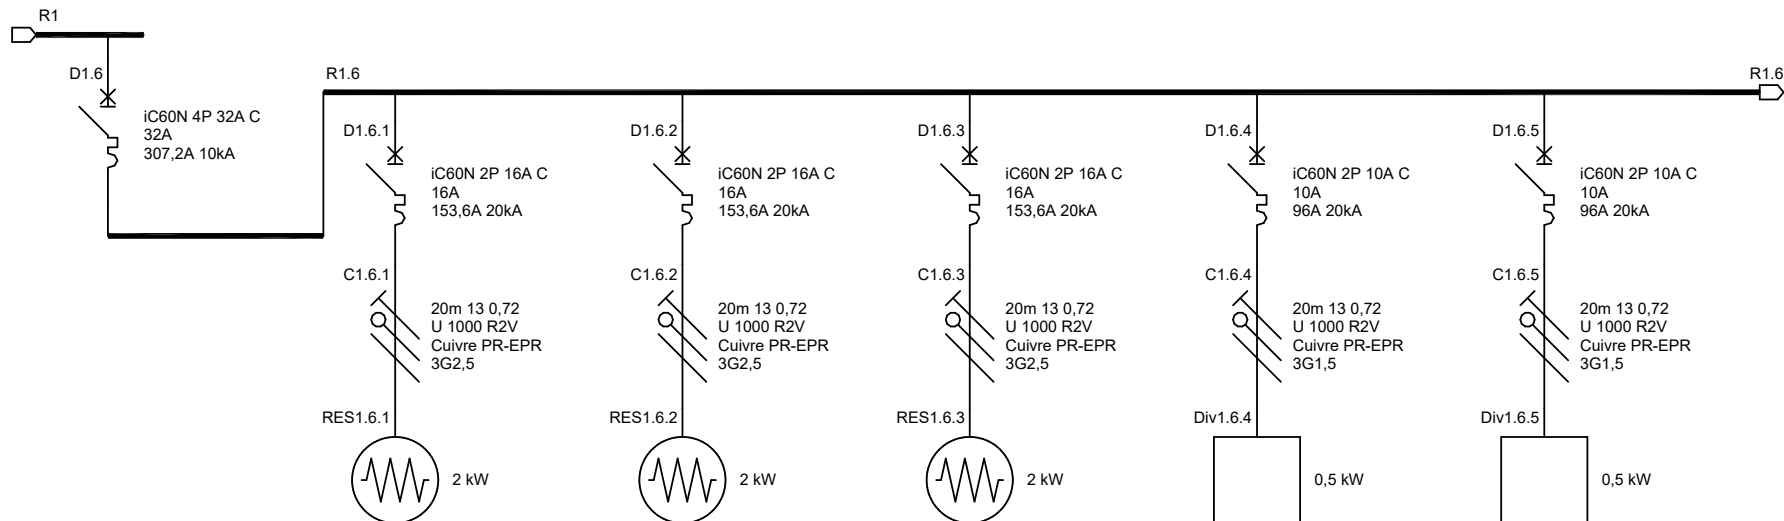 R1
D1.6
iC60N 4P 32A C
32A
307,2A 10kA
R1.6
R1.6
D1.6.1
iC60N 2P 16A C
16A
153,6A 20kA
D1.6.2
iC60N 2P 16A C
16A
153,6A 20kA
D1.6.3
iC60N 2P 16A C
16A
153,6A 20kA
D1.6.4
iC60N 2P 10A C
10A
96A 20kA
D1.6.5
iC60N 2P 10A C
10A
96A 20kA
C1.6.1
20m 13 0,72
U 1000 R2V
Cuivre PR-EPR
3G2,5
C1.6.2
20m 13 0,72
U 1000 R2V
Cuivre PR-EPR
3G2,5
C1.6.3
20m 13 0,72
U 1000 R2V
Cuivre PR-EPR
3G2,5
C1.6.4
20m 13 0,72
U 1000 R2V
Cuivre PR-EPR
3G1,5
C1.6.5
20m 13 0,72
U 1000 R2V
Cuivre PR-EPR
3G1,5
RES1.6.1
2 kW
RES1.6.2
2 kW
RES1.6.3
2 kW
Div1.6.4
0,5 kW
Div1.6.5
0,5 kW